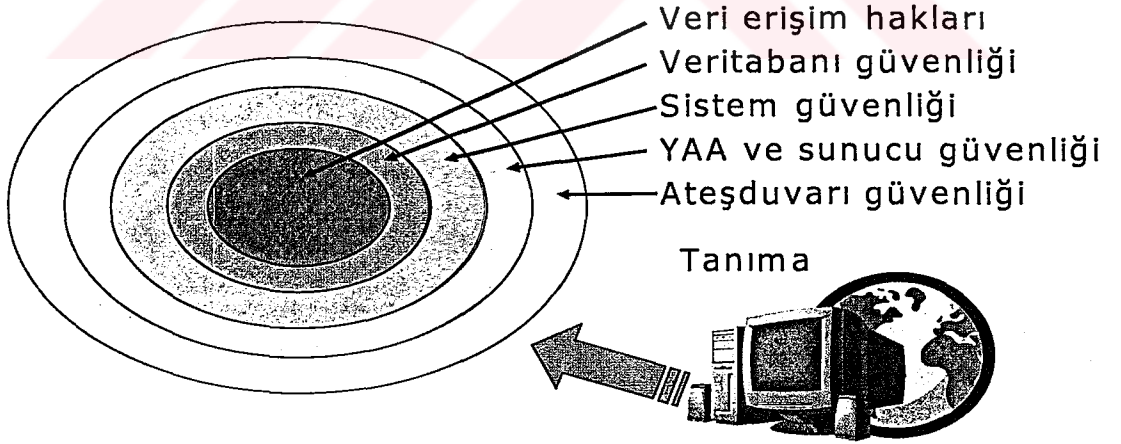 Veri erişim hakları
Veritabanı güvenliği
Sistem güvenliği
YAA ve sunucu güvenliği
Ateşduvarı güvenliği
Tanıma